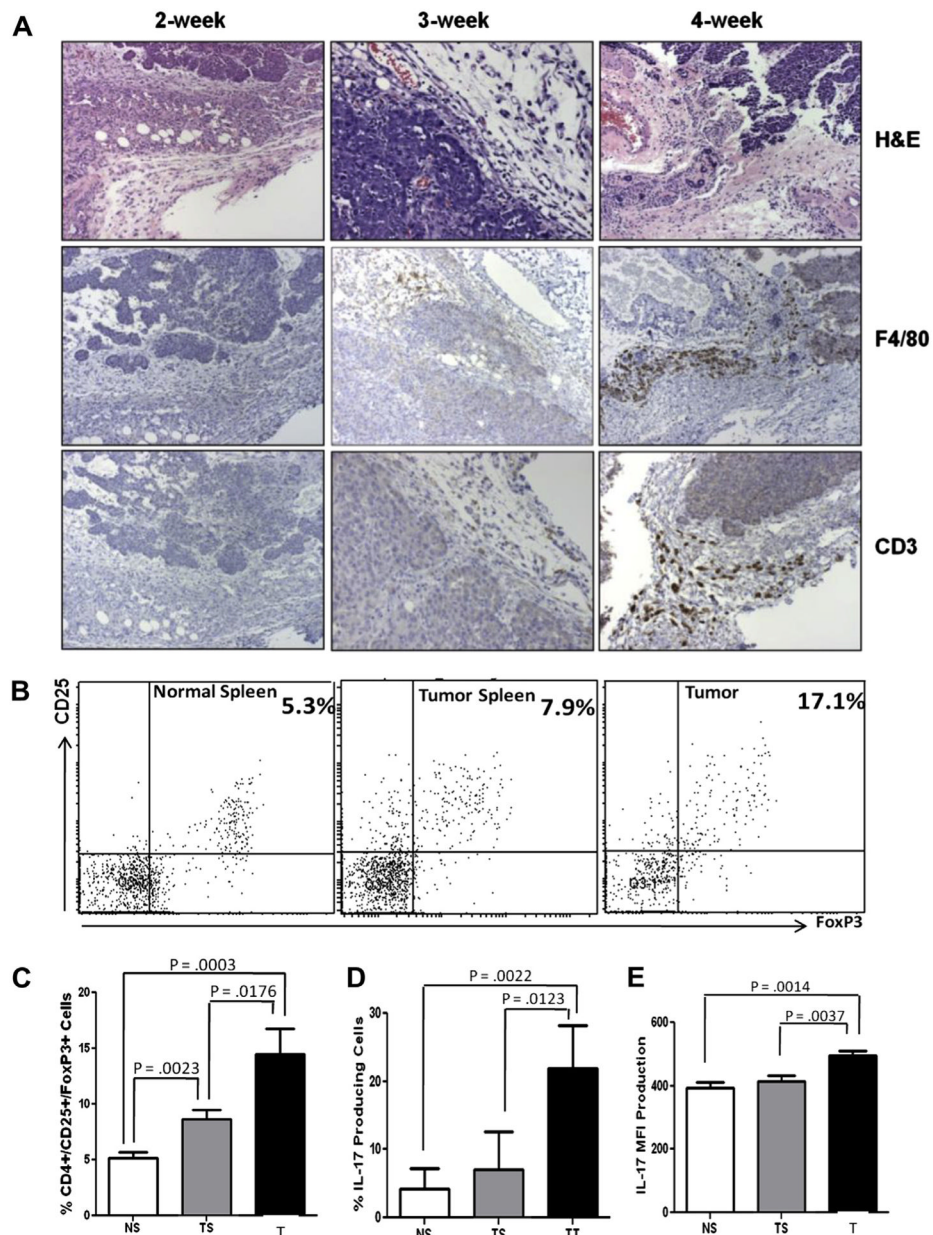 A
2-week 3-week 4-week
H&E
F4/80
CD3
B
CD25
Normal Spleen
5.3%
Tumor Spleen
7.9%
Tumor
17.1%
Q3-1
FoxP3
C
P = .0003
P = .0176
P = .0023
% CD4+/CD25+/FoxP3+ Cells
20
15
10
5
0
NS TS T
D
P = .0022
P = .0123
% IL-17 Producing Cells
30
20
10
0
NS TS TT
E
P = .0014
P = .0037
IL-17 MFI Production
600
400
200
0
NS TS T